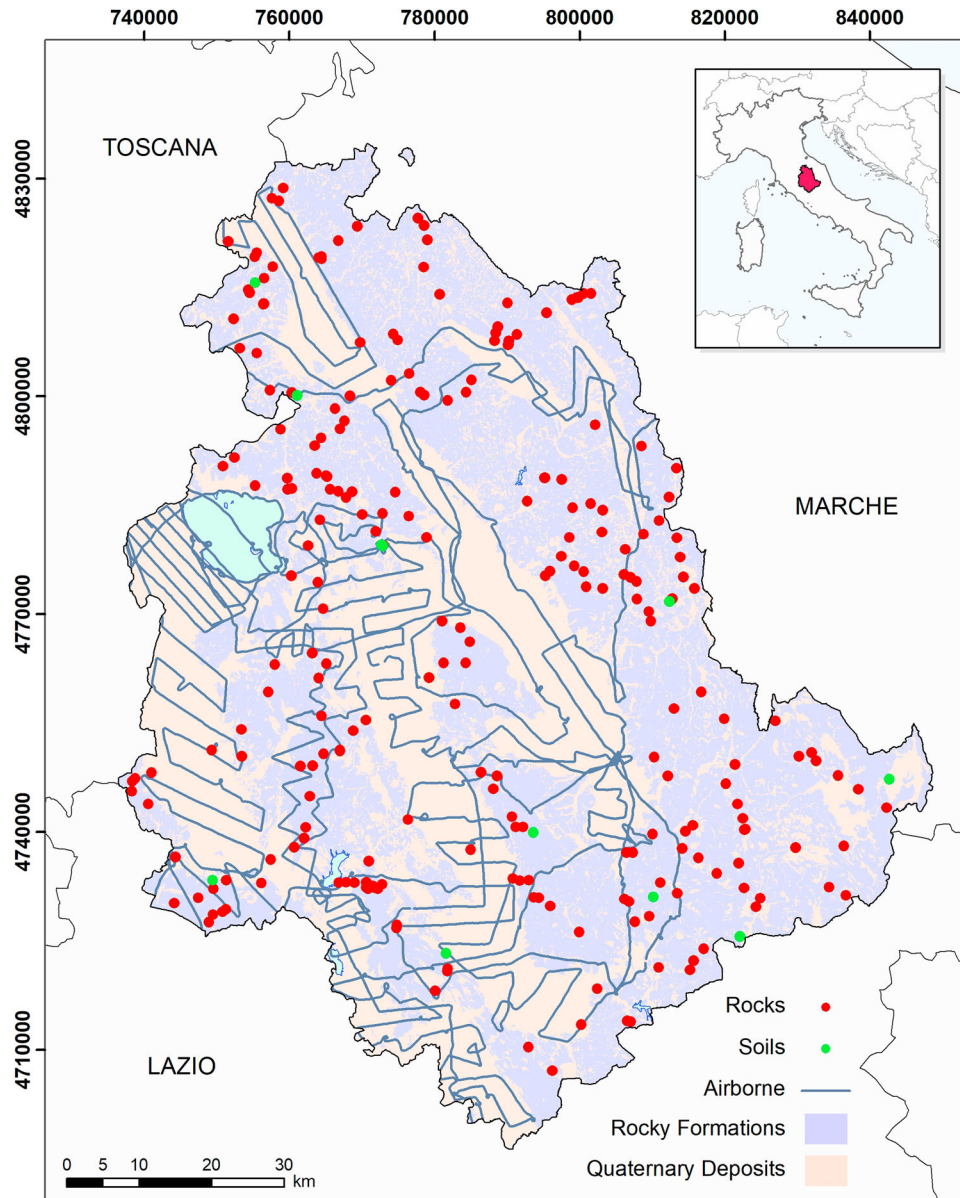 740000 760000 780000 800000 820000 840000
4830000
4800000
4770000
4740000
4710000
TOSCANA
MARCHE
LAZIO
Rocks
Soils
Airborne
Rocky Formations
Quaternary Deposits
0 5 10 20 30
km